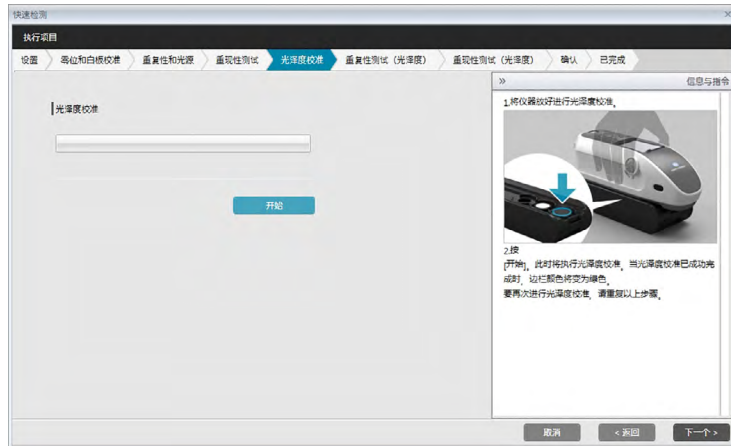 快速检测
×
执行项目
设置 零位和白板校准 重复性和光源 重现性测试 光泽度校准 重复性测试（光泽度） 重现性测试（光泽度） 确认 已完成
» 信息与指令
光泽度校准
开始
1.将仪器放好进行光泽度校准。
2.按
[开始]。此时将执行光泽度校准。当光泽度校准已成功完
成时，边栏颜色将变为绿色。
要再次进行光泽度校准，请重复以上步骤。
取消 <返回 下一个>